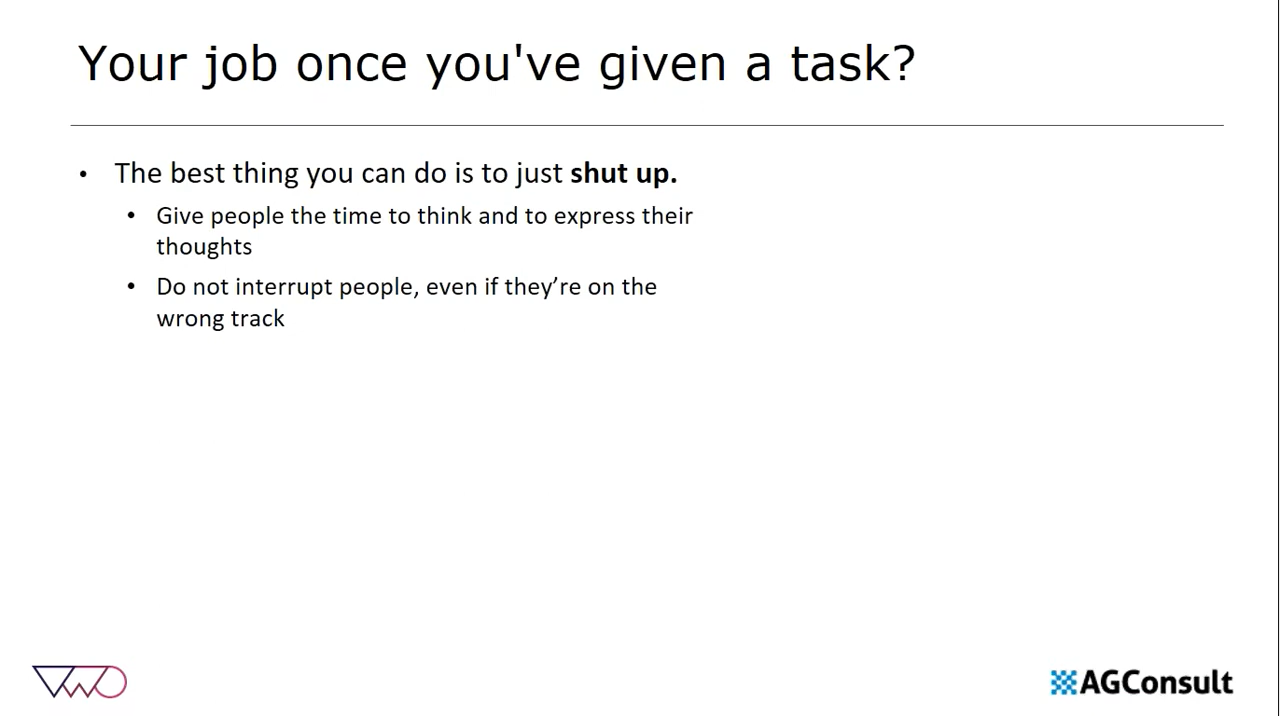 Your job once you've given a task?
• The best thing you can do is to just shut up.
• Give people the time to think and to express their
thoughts
• Do not interrupt people, even if they’re on the
wrong track
VWO
AGConsult